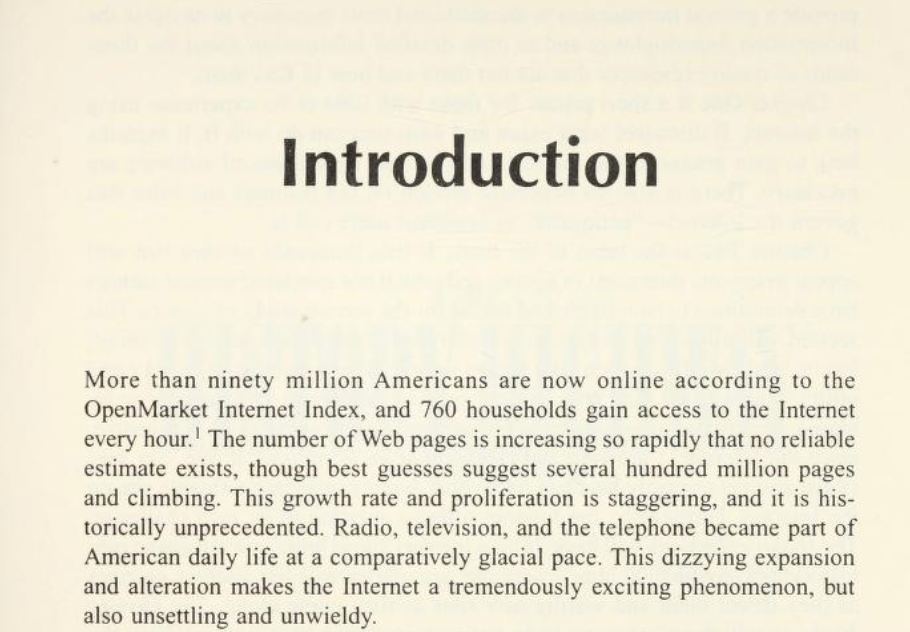 Introduction
More than ninety million Americans are now online according to the
OpenMarket Internet Index, and 760 households gain access to the Internet
every hour.¹ The number of Web pages is increasing so rapidly that no reliable
estimate exists, though best guesses suggest several hundred million pages
and climbing. This growth rate and proliferation is staggering, and it is his-
torically unprecedented. Radio, television, and the telephone became part of
American daily life at a comparatively glacial pace. This dizzying expansion
and alteration makes the Internet a tremendously exciting phenomenon, but
also unsettling and unwieldy.